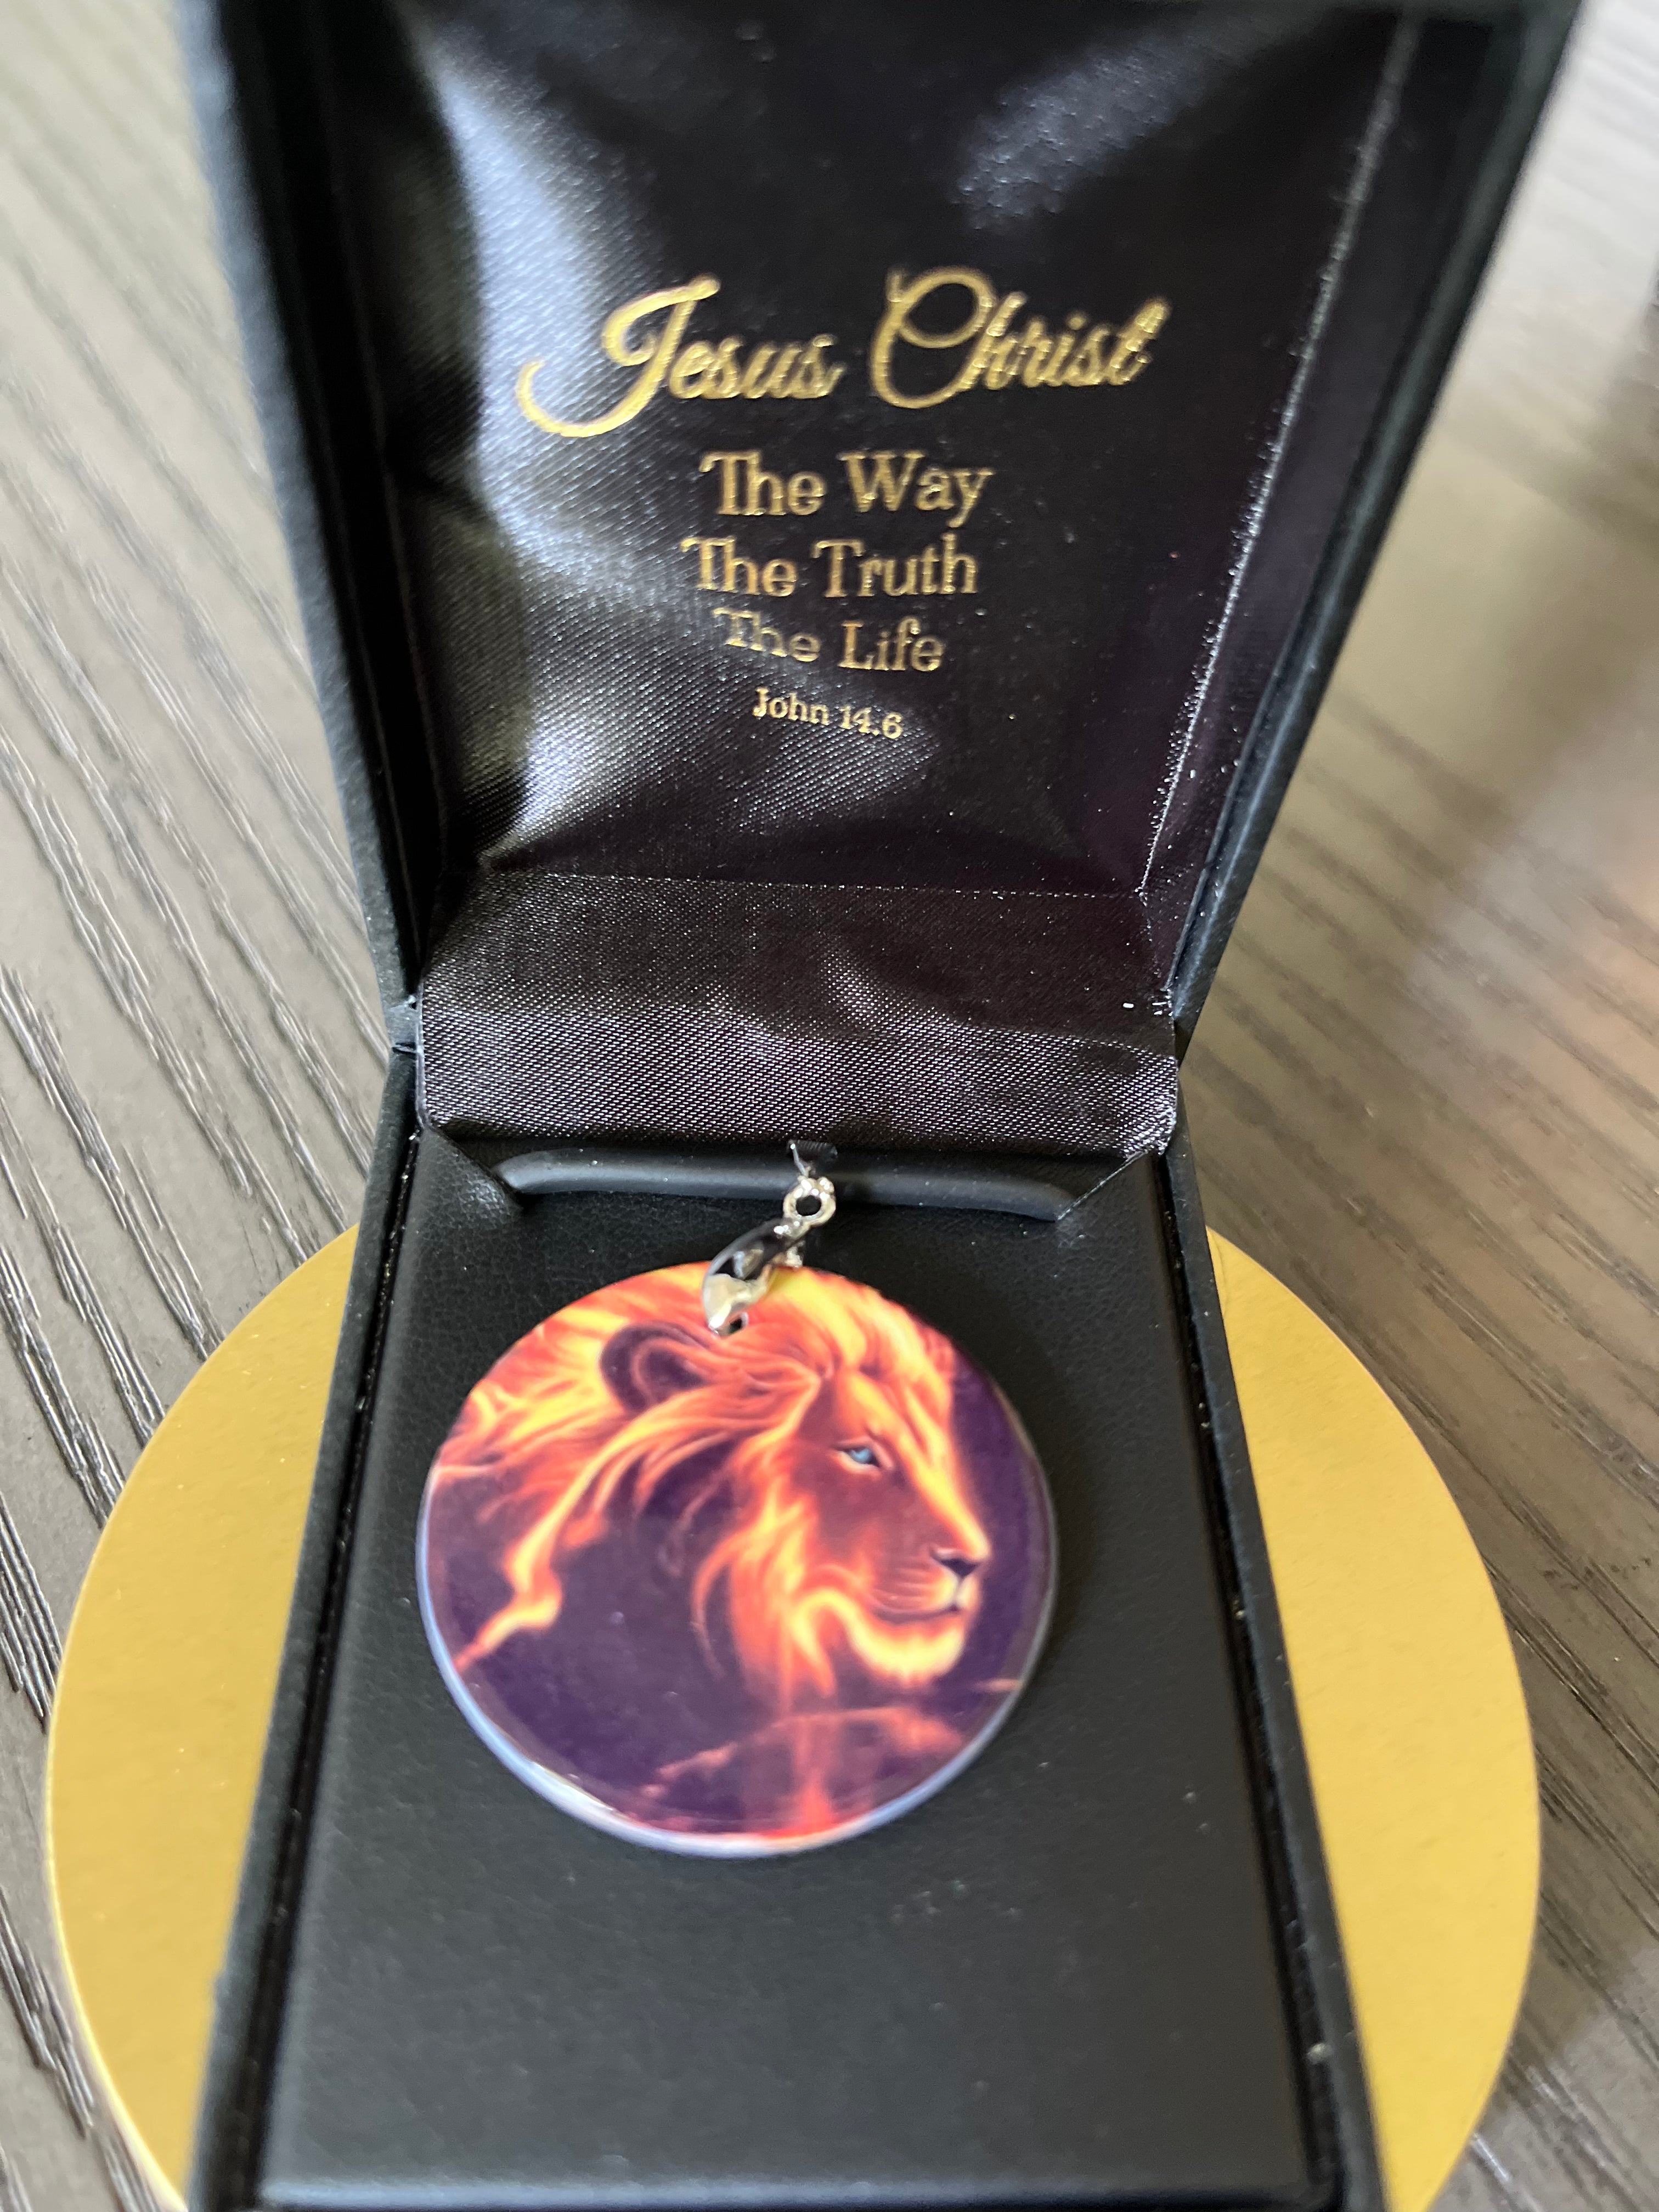 Jesus Christ
The Way
The Truth
The Life
John 14.6